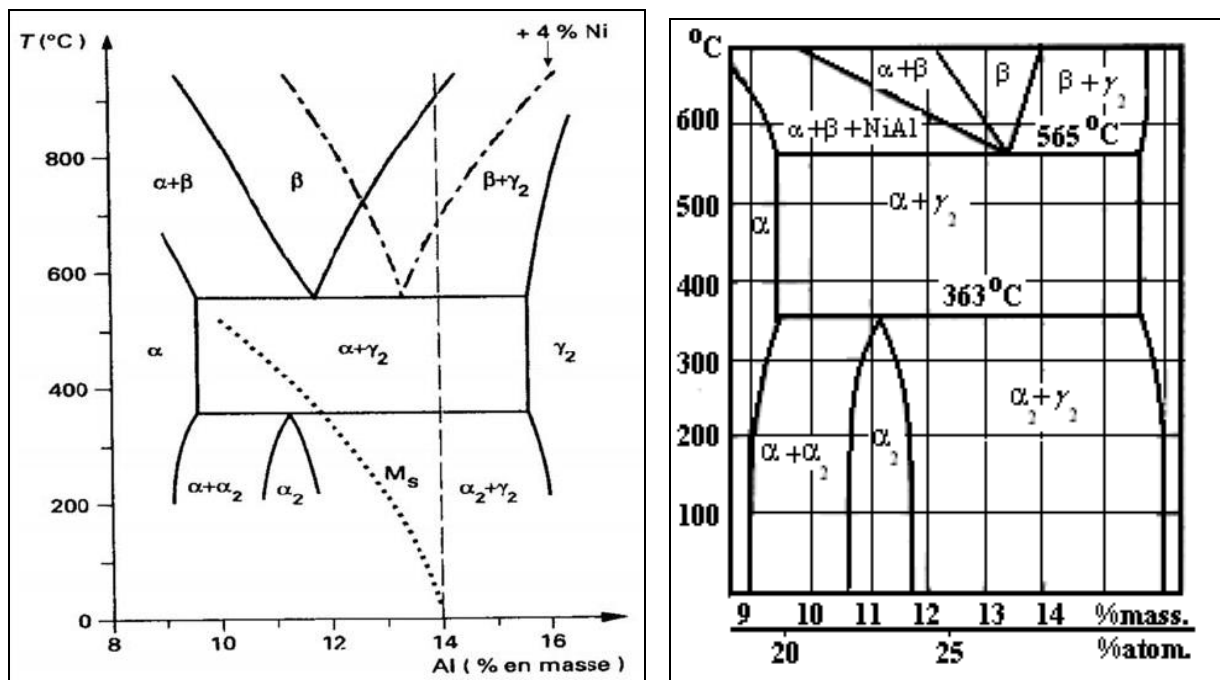 T (°C)
+ 4 % Ni
800
α+β
β
β+γ₂
600
α
α+γ₂
γ₂
400
α+α₂
α₂
Mₛ
α₂+γ₂
200
0
8
10
12
14
16
Al ( % en masse )
°C
α+β
β
β+γ₂
600
α+β+NiAl
565 °C
500
α+γ₂
α
400
363°C
300
α₂+γ₂
200
α+α₂
α₂
100
9 10 11 12 13 14 %mass.
20 25 %atom.